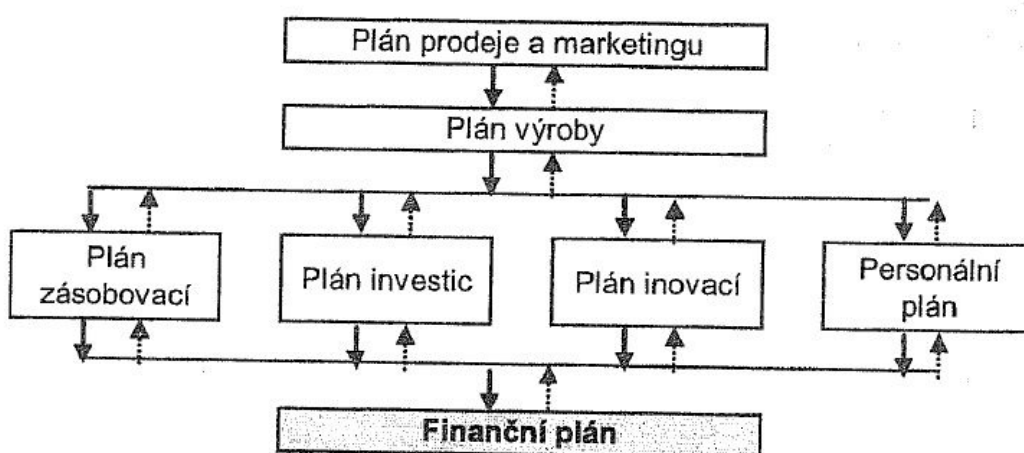 Plán prodeje a marketingu
Plán výroby
Plán
zásobovací
Plán investic
Plán inovací
Personální
plán
Finanční plán